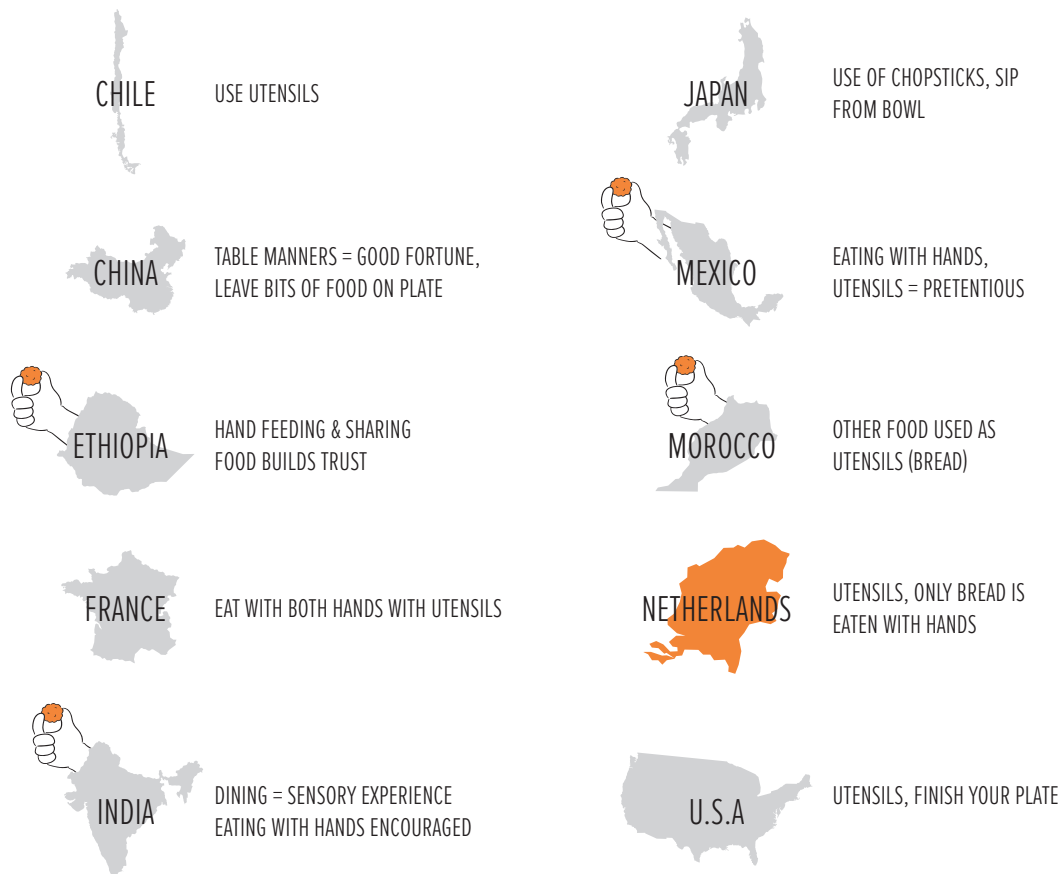 CHILE
USE UTENSILS
CHINA
TABLE MANNERS = GOOD FORTUNE,
LEAVE BITS OF FOOD ON PLATE
ETHIOPIA
HAND FEEDING & SHARING
FOOD BUILDS TRUST
FRANCE
EAT WITH BOTH HANDS WITH UTENSILS
INDIA
DINING = SENSORY EXPERIENCE
EATING WITH HANDS ENCOURAGED
JAPAN
USE OF CHOPSTICKS, SIP
FROM BOWL
MEXICO
EATING WITH HANDS,
UTENSILS = PRETENTIOUS
MOROCCO
OTHER FOOD USED AS
UTENSILS (BREAD)
NETHERLANDS
UTENSILS, ONLY BREAD IS
EATEN WITH HANDS
U.S.A
UTENSILS, FINISH YOUR PLATE